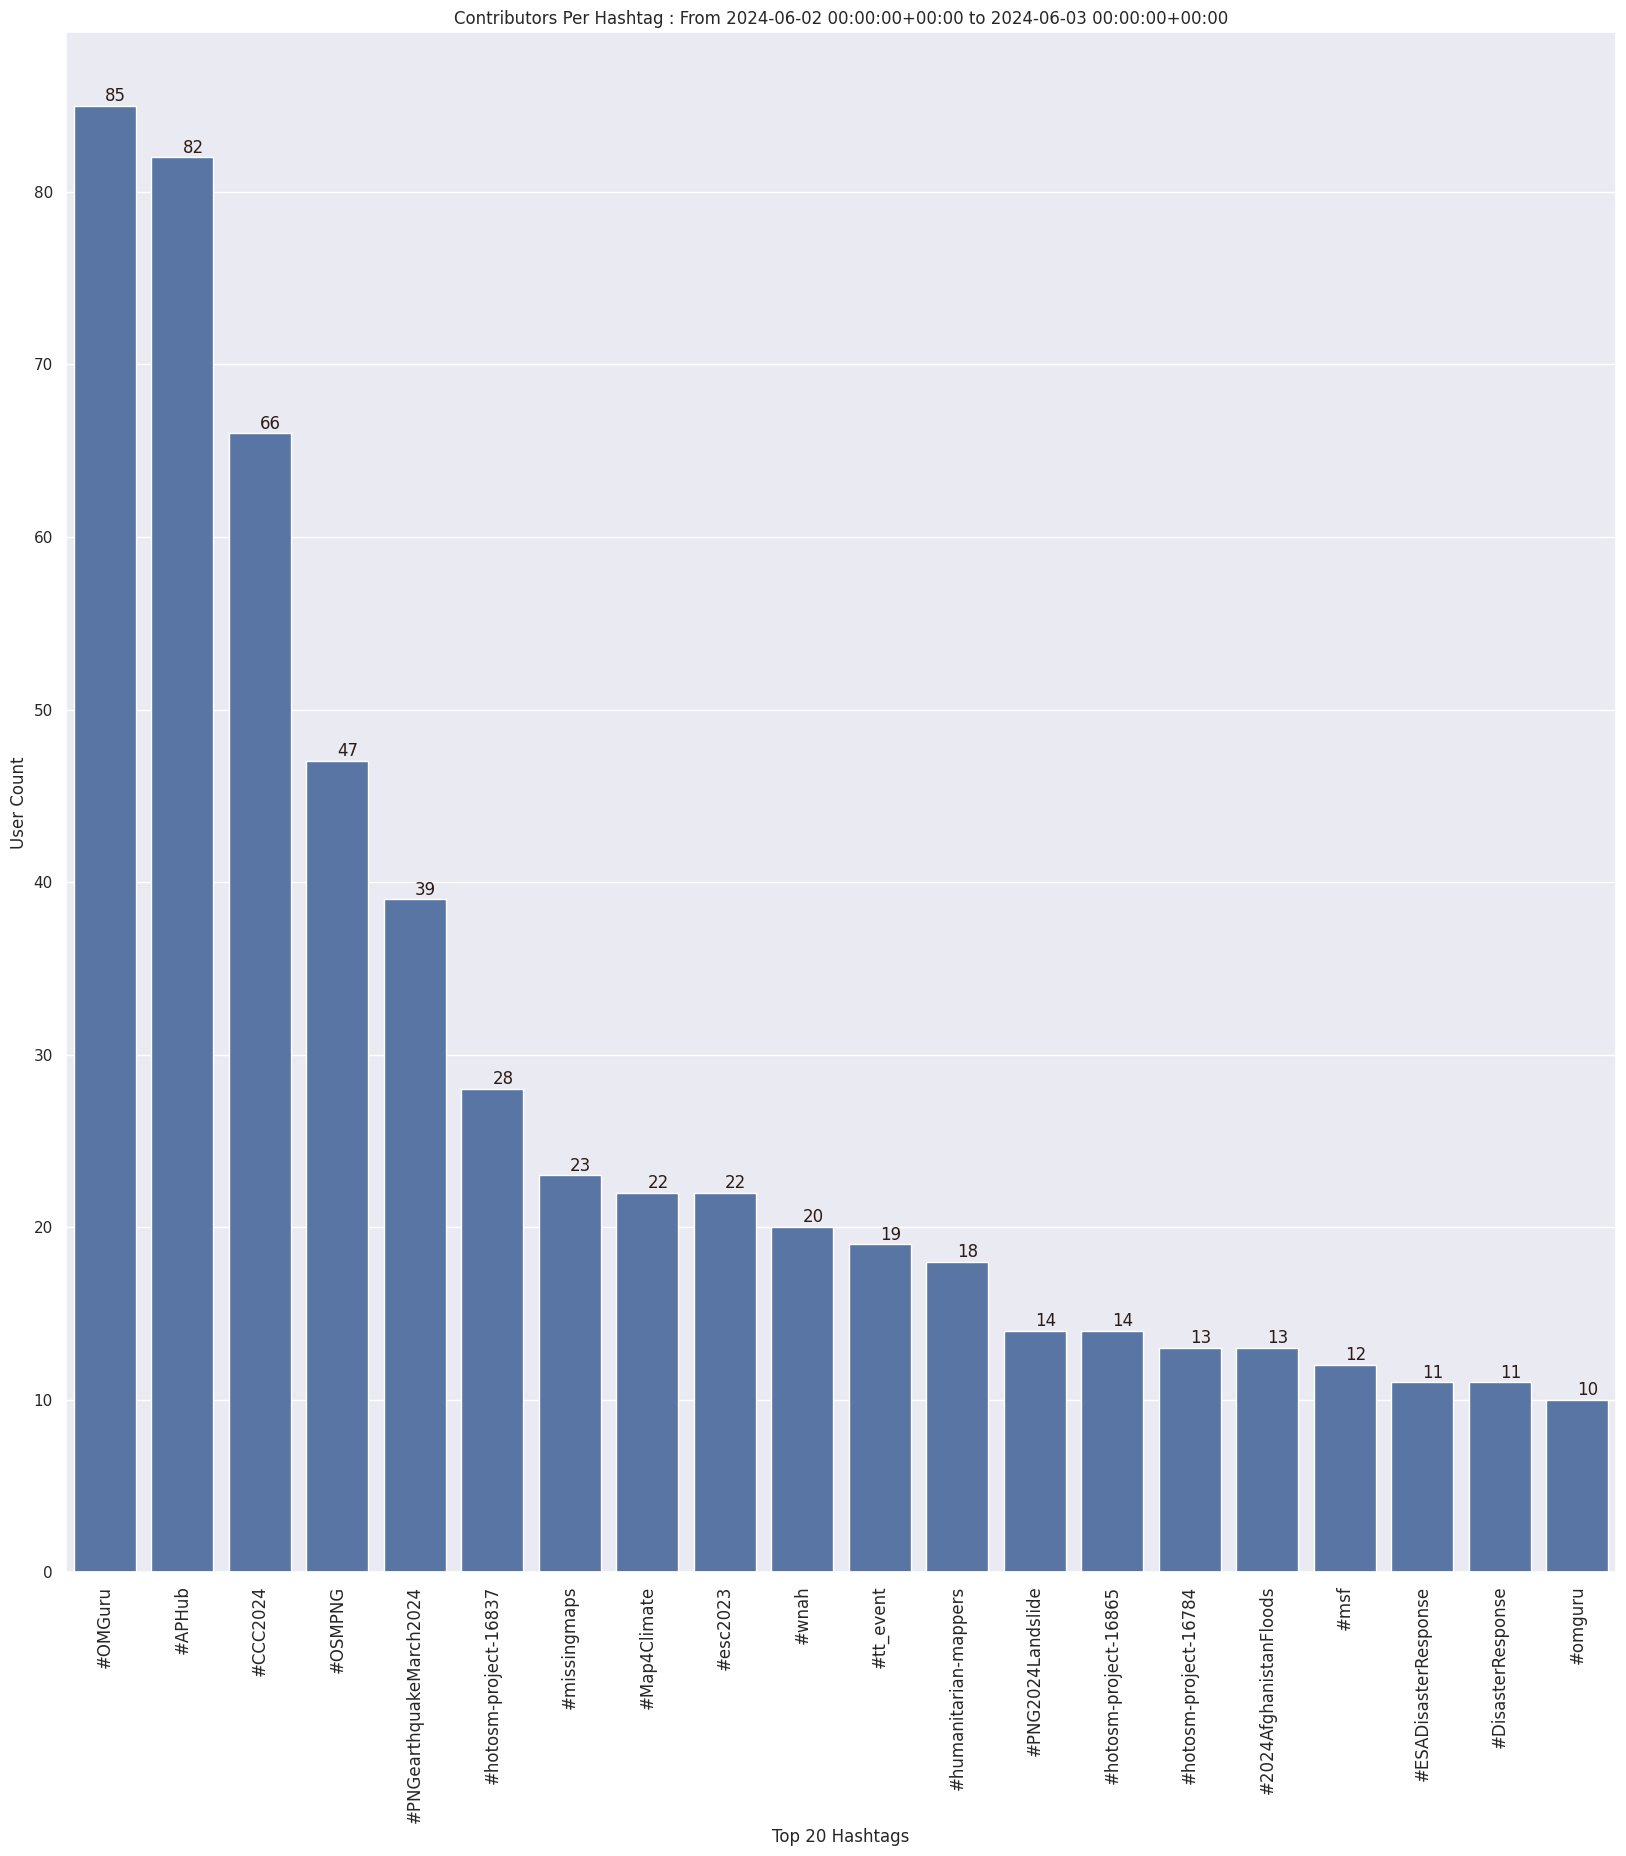 Contributors Per Hashtag : From 2024-06-02 00:00:00+00:00 to 2024-06-03 00:00:00+00:00
85
82
66
47
39
28
23
22
22
20
19
18
14
14
13
13
12
11
11
10
User Count
80
70
60
50
40
30
20
10
0
#OMGuru
#APHub
#CCC2024
#OSMPNG
#PNGearthquakeMarch2024
#hotosm-project-16837
#missingmaps
#Map4Climate
#esc2023
#wnah
#tt_event
#humanitarian-mappers
#PNG2024Landslide
#hotosm-project-16865
#hotosm-project-16784
#2024AfghanistanFloods
#msf
#ESADisasterResponse
#DisasterResponse
#omguru
Top 20 Hashtags